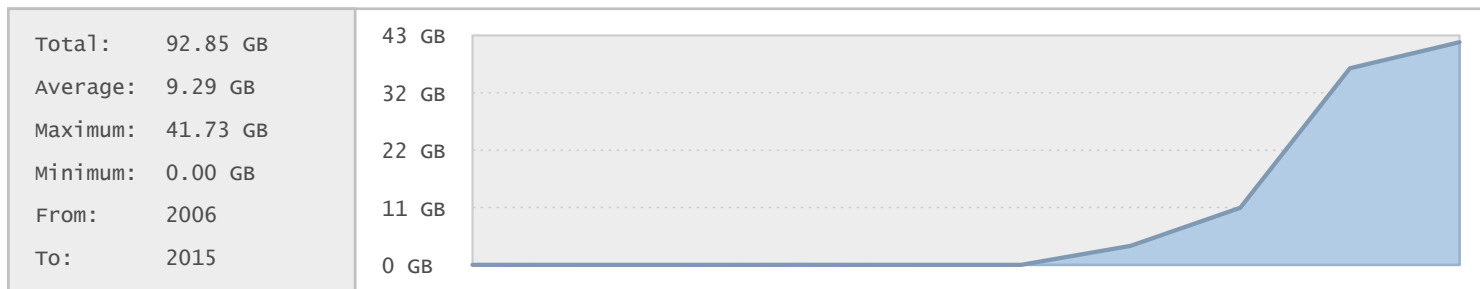 Total: 92.85 GB
Average: 9.29 GB
Maximum: 41.73 GB
Minimum: 0.00 GB
From: 2006
To: 2015
43 GB
32 GB
22 GB
11 GB
0 GB